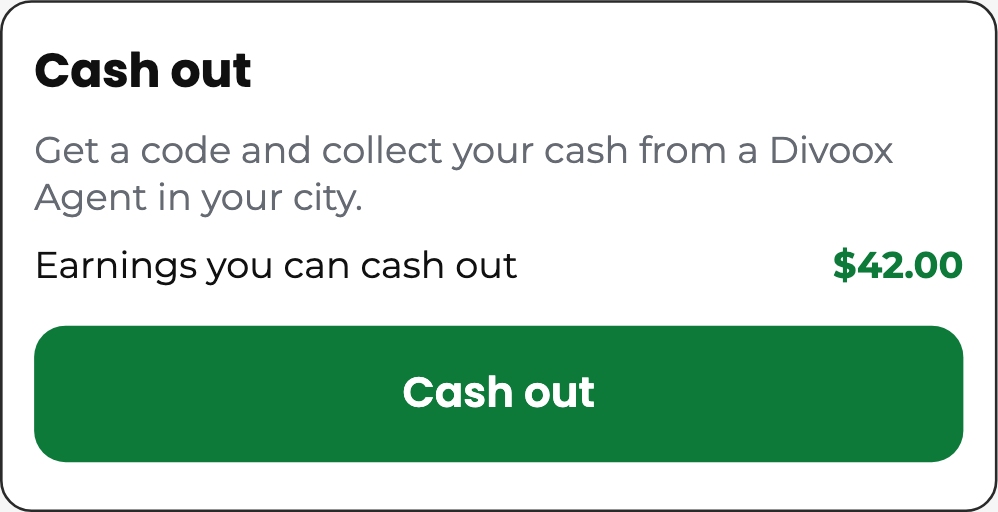 Cash out
Get a code and collect your cash from a Divoox
Agent in your city.
Earnings you can cash out $42.00
Cash out